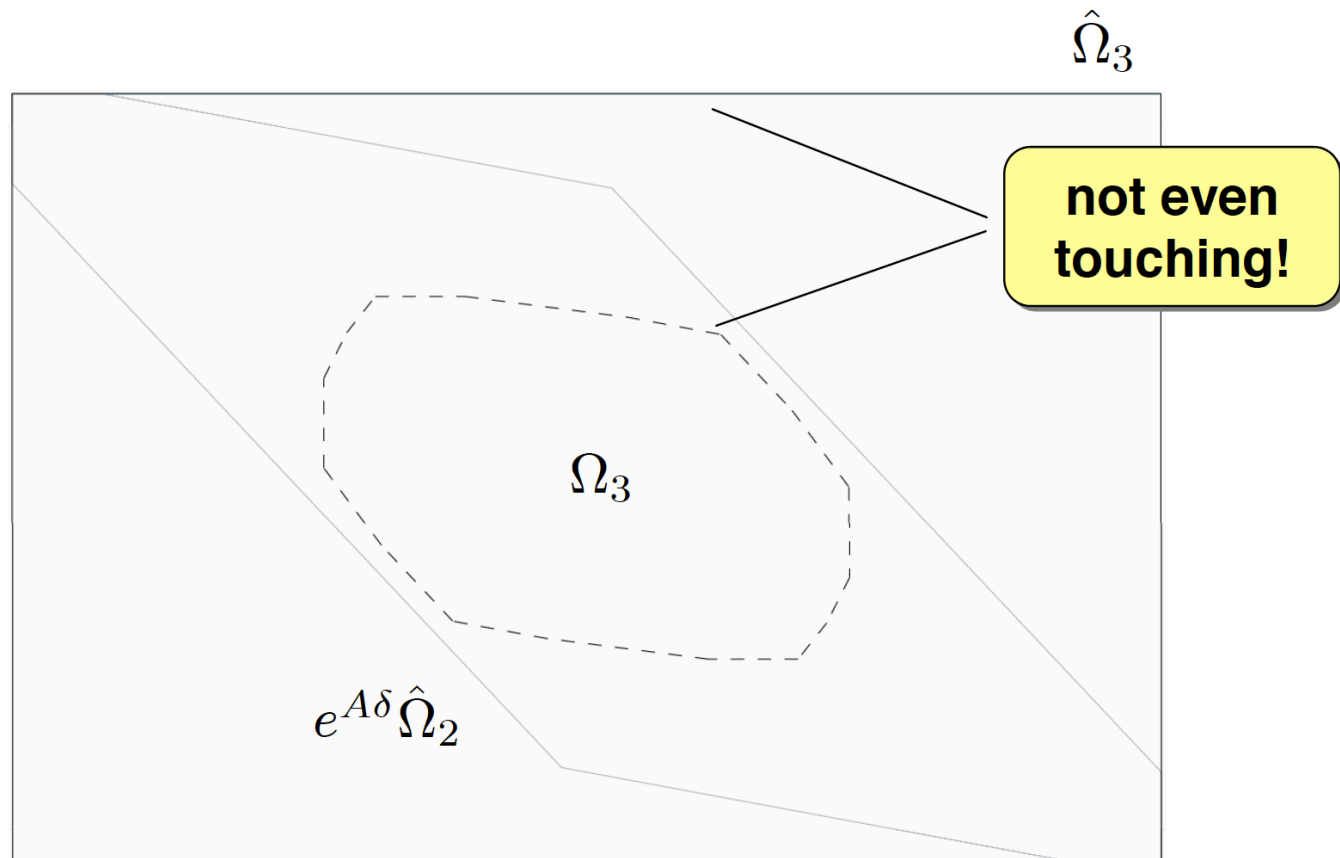 Ω̂₃
not even
touching!
Ω₃
e^{Aδ} Ω̂₂